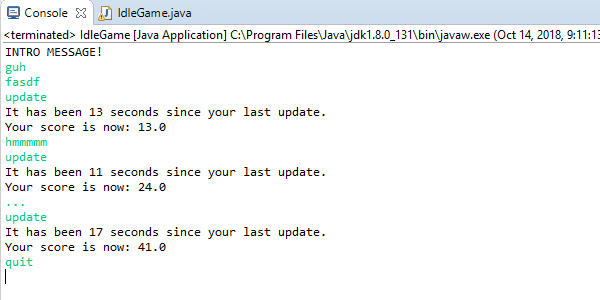 Console IdleGame.java
<terminated> IdleGame [Java Application] C:\Program Files\Java\jdk1.8.0_131\bin\javaw.exe (Oct 14, 2018, 9:11:13
INTRO MESSAGE!
guh
fasdf
update
It has been 13 seconds since your last update.
Your score is now: 13.0
hmmmmm
update
It has been 11 seconds since your last update.
Your score is now: 24.0
...
update
It has been 17 seconds since your last update.
Your score is now: 41.0
quit